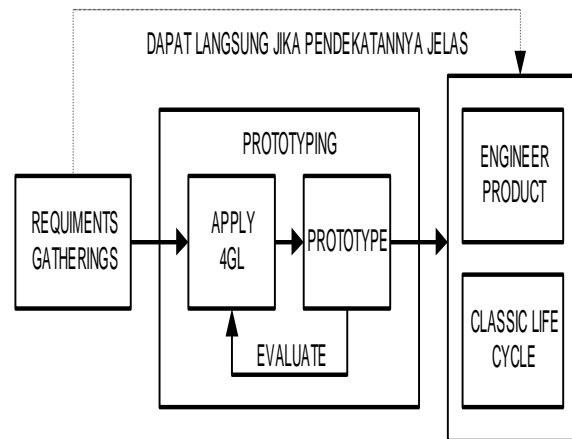 DAPAT LANGSUNG JIKA PENDEKATANNYA JELAS
PROTOTYPING
REQUIMENTS
GATHERINGS
APPLY
4GL
PROTOTYPE
EVALUATE
ENGINEER
PRODUCT
CLASSIC LIFE
CYCLE